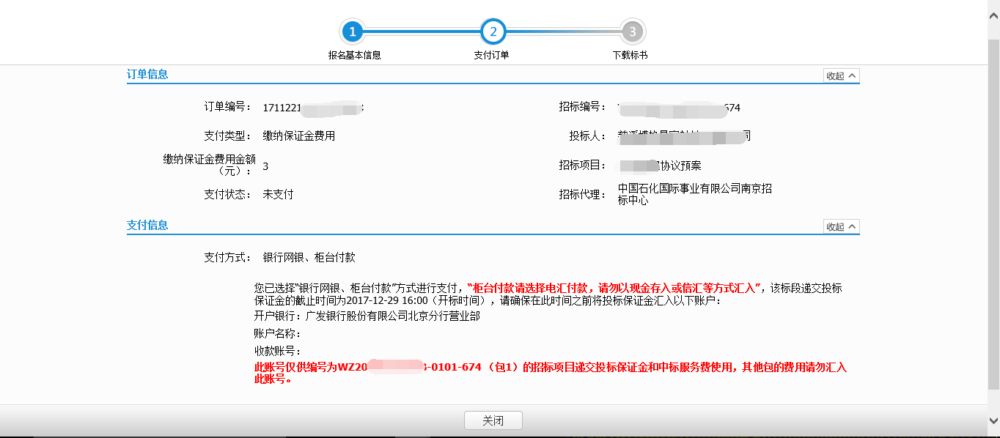 1
2
3
报名基本信息
支付订单
下载标书
订单信息
收起
订单编号：
1711221
招标编号：
674
支付类型：
缴纳保证金费用
投标人：
缴纳保证金费用金额
（元）：
3
招标项目：
协议预案
支付状态：
未支付
招标代理：
中国石化国际事业有限公司南京招
标中心
支付信息
收起
支付方式：
银行网银、柜台付款
您已选择“银行网银、柜台付款”方式进行支付，“柜台付款请选择电汇付款，请勿以现金存入或信汇等方式汇入”，该标段递交投标
保证金的截止时间为2017-12-29 16:00（开标时间），请确保在此时间之前将投标保证金汇入以下账户：
开户银行：广发银行股份有限公司北京分行营业部
账户名称：
收款账号：
此账号仅供编号为WZ20 -0101-674 （包1）的招标项目递交投标保证金和中标服务费使用，其他包的费用请勿汇入
此账号。
关闭